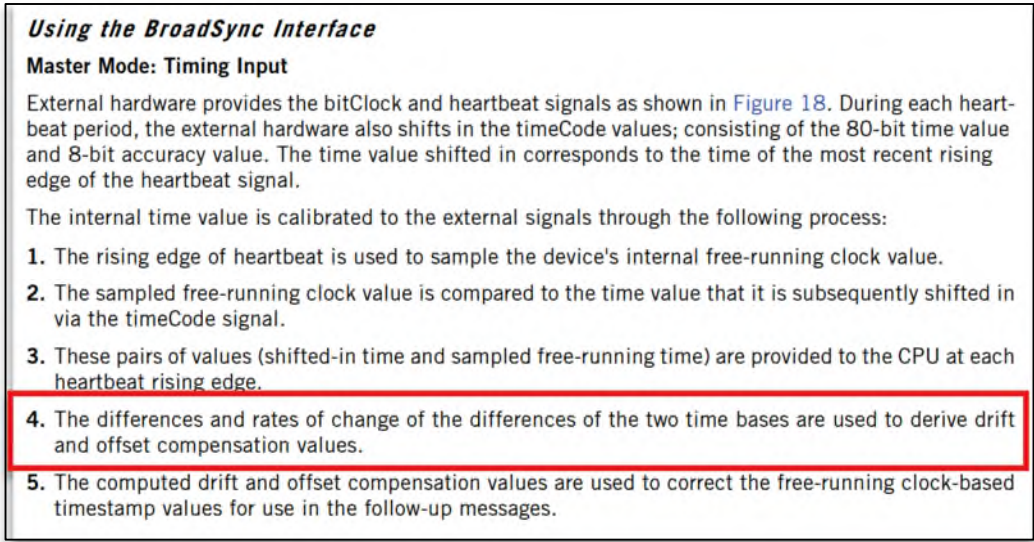 Using the BroadSync Interface
Master Mode: Timing Input
External hardware provides the bitClock and heartbeat signals as shown in Figure 18. During each heart-
beat period, the external hardware also shifts in the timeCode values; consisting of the 80-bit time value
and 8-bit accuracy value. The time value shifted in corresponds to the time of the most recent rising
edge of the heartbeat signal.
The internal time value is calibrated to the external signals through the following process:
1. The rising edge of heartbeat is used to sample the device's internal free-running clock value.
2. The sampled free-running clock value is compared to the time value that it is subsequently shifted in
via the timeCode signal.
3. These pairs of values (shifted-in time and sampled free-running time) are provided to the CPU at each
heartbeat rising edge.
4. The differences and rates of change of the differences of the two time bases are used to derive drift
and offset compensation values.
5. The computed drift and offset compensation values are used to correct the free-running clock-based
timestamp values for use in the follow-up messages.